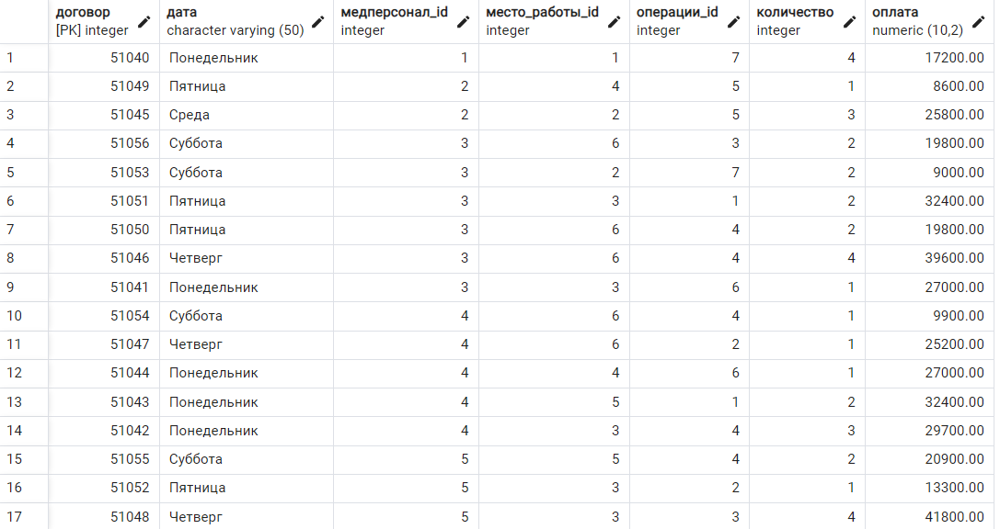 договор дата медперсонал_id место_работы_id операции_id количество оплата
[PK] integer character varying (50) integer integer integer integer numeric (10,2)
1 51040 Понедельник 1 1 7 4 17200.00
2 51049 Пятница 2 4 5 1 8600.00
3 51045 Среда 2 2 5 3 25800.00
4 51056 Суббота 3 6 3 2 19800.00
5 51053 Суббота 3 2 7 2 9000.00
6 51051 Пятница 3 3 1 2 32400.00
7 51050 Пятница 3 6 4 2 19800.00
8 51046 Четверг 3 6 4 4 39600.00
9 51041 Понедельник 3 3 6 1 27000.00
10 51054 Суббота 4 6 4 1 9900.00
11 51047 Четверг 4 6 2 1 25200.00
12 51044 Понедельник 4 4 6 1 27000.00
13 51043 Понедельник 4 5 1 2 32400.00
14 51042 Понедельник 4 3 4 3 29700.00
15 51055 Суббота 5 5 4 2 20900.00
16 51052 Пятница 5 3 2 1 13300.00
17 51048 Четверг 5 3 3 4 41800.00